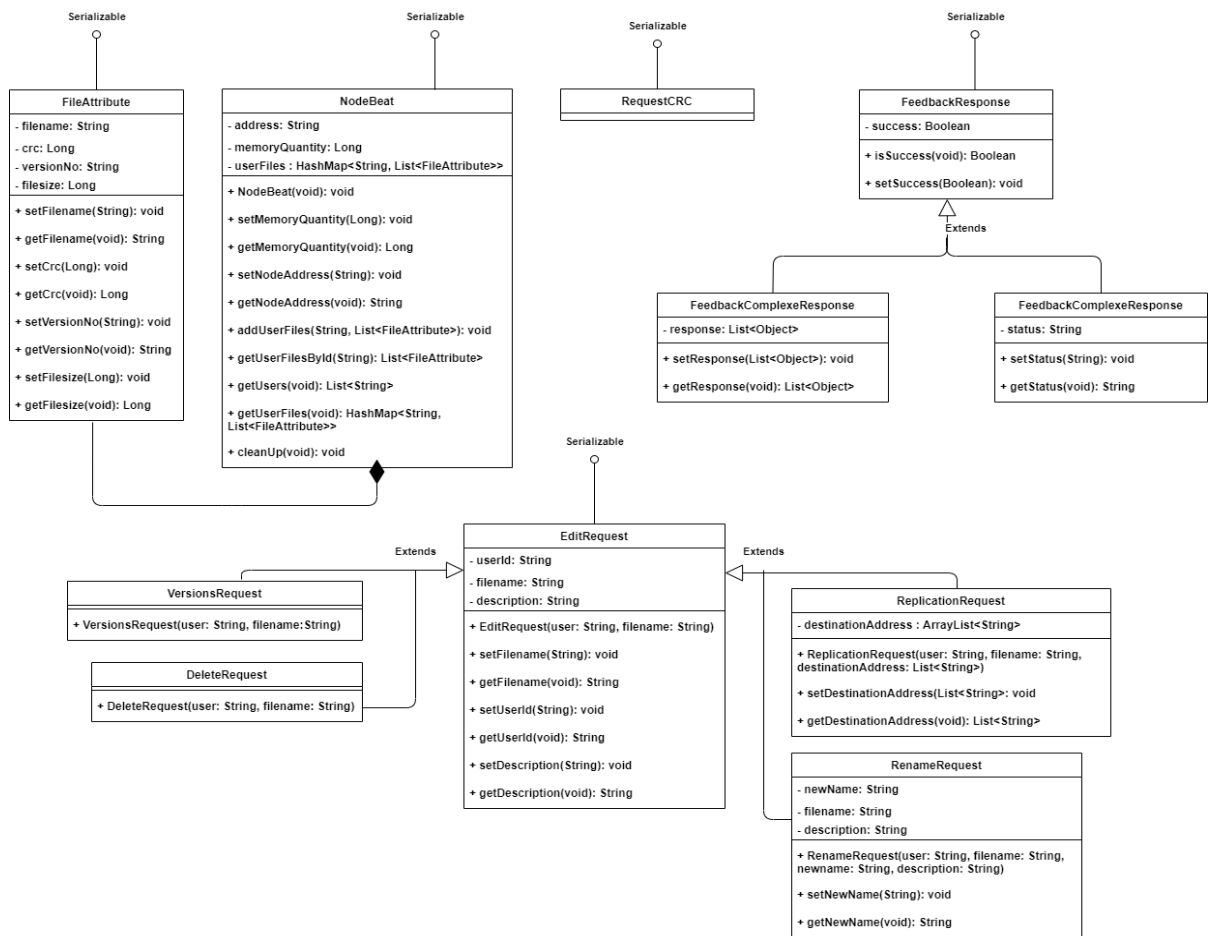 Serializable
Serializable
Serializable
Serializable
FileAttribute
- filename: String
- crc: Long
- versionNo: String
- filesize: Long
+ setFilename(String): void
+ getFilename(void): String
+ setCrc(Long): void
+ getCrc(void): Long
+ setVersionNo(String): void
+ getVersionNo(void): String
+ setFilesize(Long): void
+ getFilesize(void): Long
NodeBeat
- address: String
- memoryQuantity: Long
- userFiles : HashMap<String, List<FileAttribute>>
+ NodeBeat(void): void
+ setMemoryQuantity(Long): void
+ getMemoryQuantity(void): Long
+ setNodeAddress(String): void
+ getNodeAddress(void): String
+ addUserFiles(String, List<FileAttribute>): void
+ getUserFilesById(String): List<FileAttribute>
+ getUsers(void): List<String>
+ getUserFiles(void): HashMap<String,
List<FileAttribute>>
+ cleanUp(void): void
RequestCRC
FeedbackResponse
- success: Boolean
+ isSuccess(void): Boolean
+ setSuccess(Boolean): void
Extends
FeedbackComplexeResponse
- response: List<Object>
+ setResponse(List<Object>): void
+ getResponse(void): List<Object>
FeedbackComplexeResponse
- status: String
+ setStatus(String): void
+ getStatus(void): String
Serializable
EditRequest
- userId: String
- filename: String
- description: String
+ EditRequest(user: String, filename: String)
+ setFilename(String): void
+ getFilename(void): String
+ setUserId(String): void
+ getUserId(void): String
+ setDescription(String): void
+ getDescription(void): String
Extends
Extends
VersionsRequest
+ VersionsRequest(user: String, filename:String)
DeleteRequest
+ DeleteRequest(user: String, filename: String)
ReplicationRequest
- destinationAddress : ArrayList<String>
+ ReplicationRequest(user: String, filename: String,
destinationAddress: List<String>)
+ setDestinationAddress(List<String>: void
+ getDestinationAddress(void): List<String>
RenameRequest
- newName: String
- filename: String
- description: String
+ RenameRequest(user: String, filename: String,
newname: String, description: String)
+ setNewName(String): void
+ getNewName(void): String